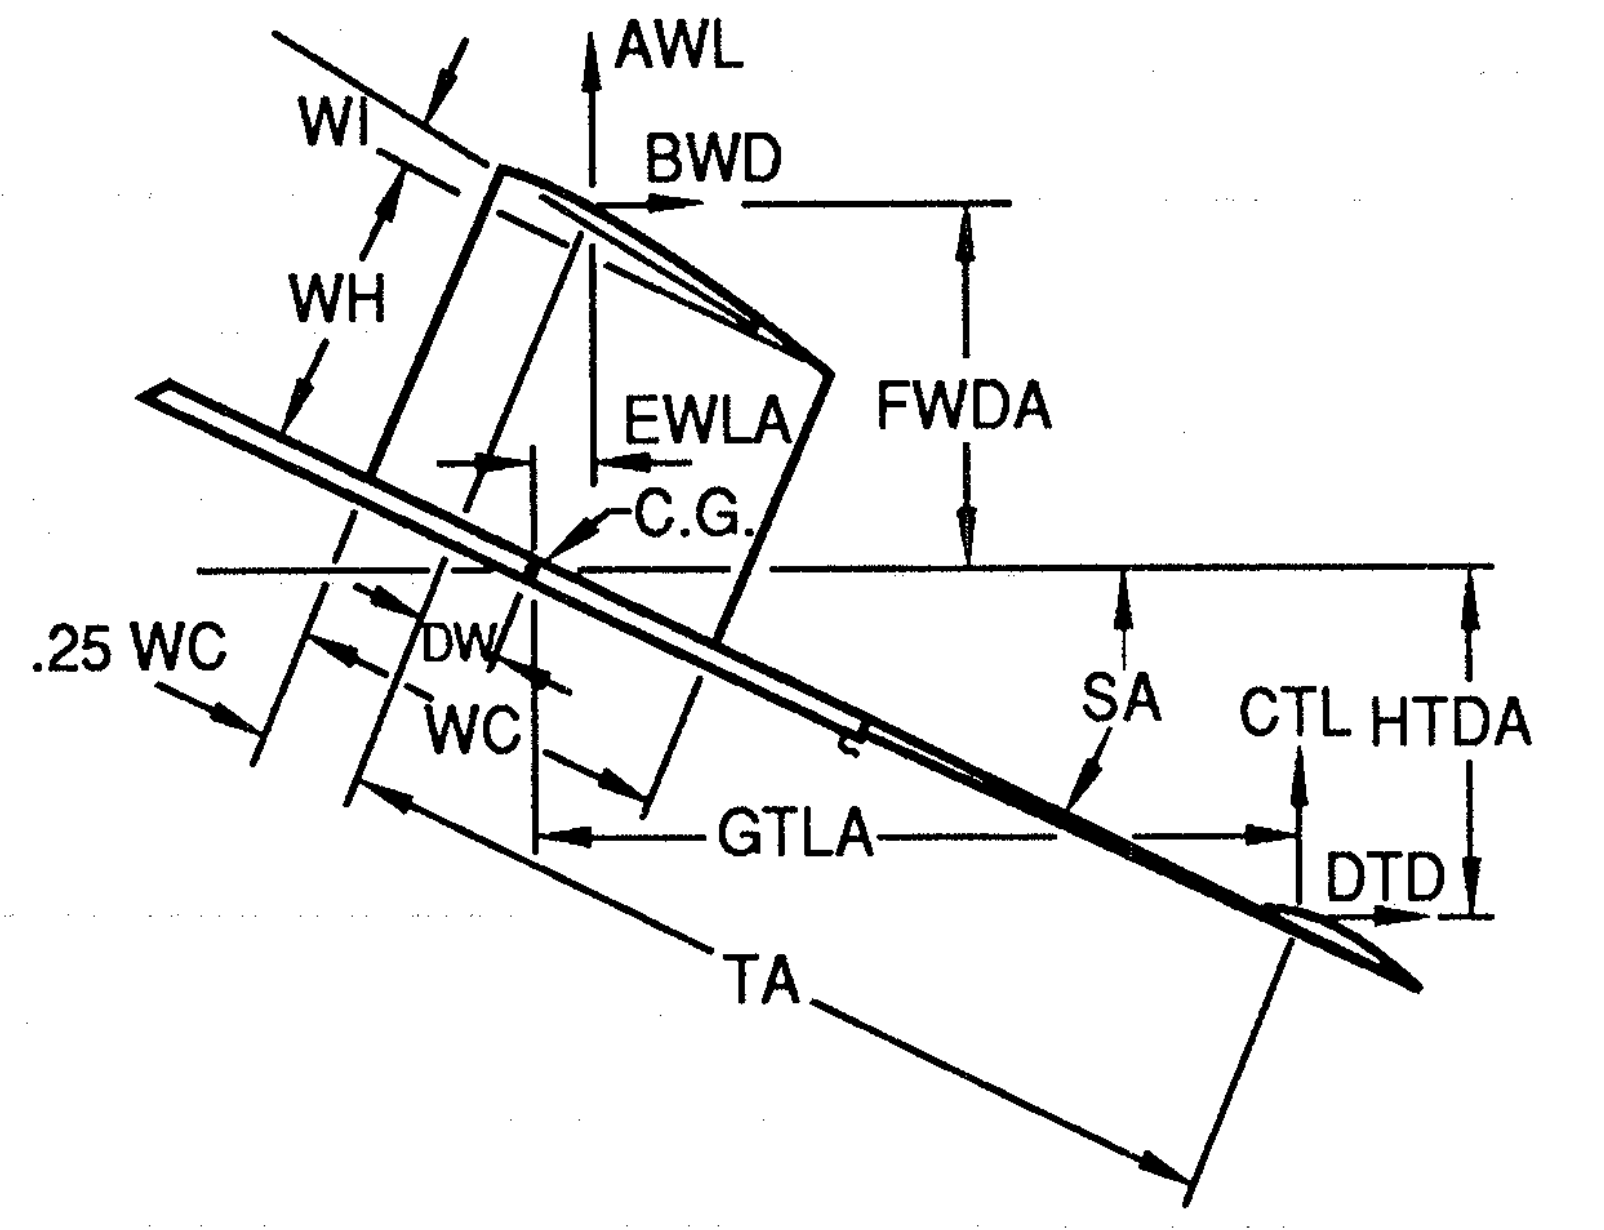 AWL
WI
BWD
WH
EWLA
FWDA
C.G.
.25 WC
DW
WC
SA
CTL
HTDA
GTLA
DTD
TA